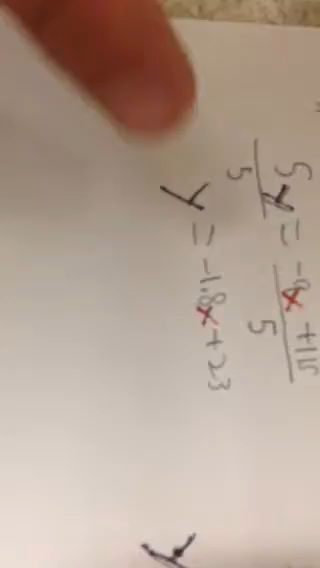 5y = -9x + 115
5 5
y = -1.8x + 23